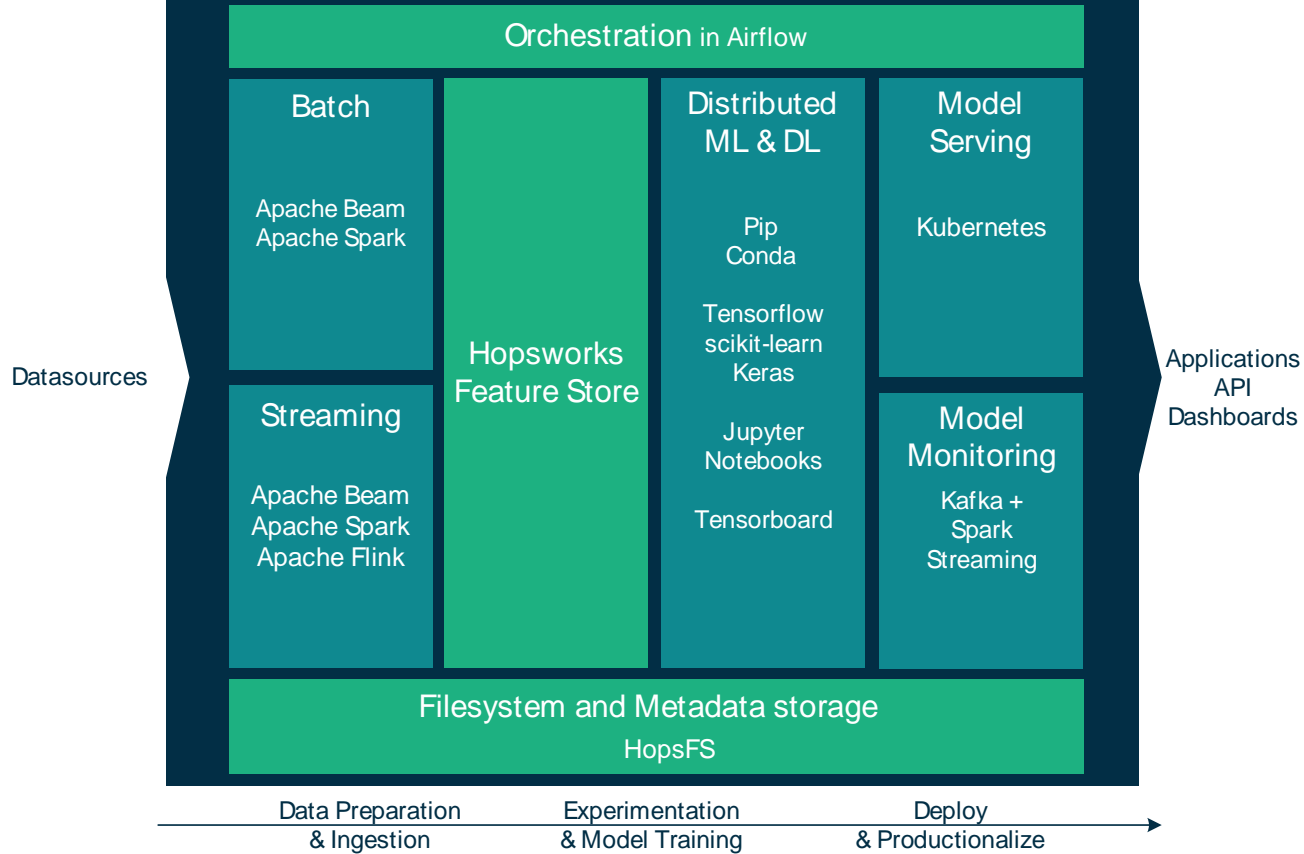 Orchestration in Airflow
Batch
Apache Beam
Apache Spark
Streaming
Apache Beam
Apache Spark
Apache Flink
Hopsworks
Feature Store
Distributed
ML & DL
Pip
Conda
Tensorflow
scikit-learn
Keras
Jupyter
Notebooks
Tensorboard
Model
Serving
Kubernetes
Model
Monitoring
Kafka +
Spark
Streaming
Datasources
Applications
API
Dashboards
Filesystem and Metadata storage
HopsFS
Data Preparation
& Ingestion
Experimentation
& Model Training
Deploy
& Productionalize